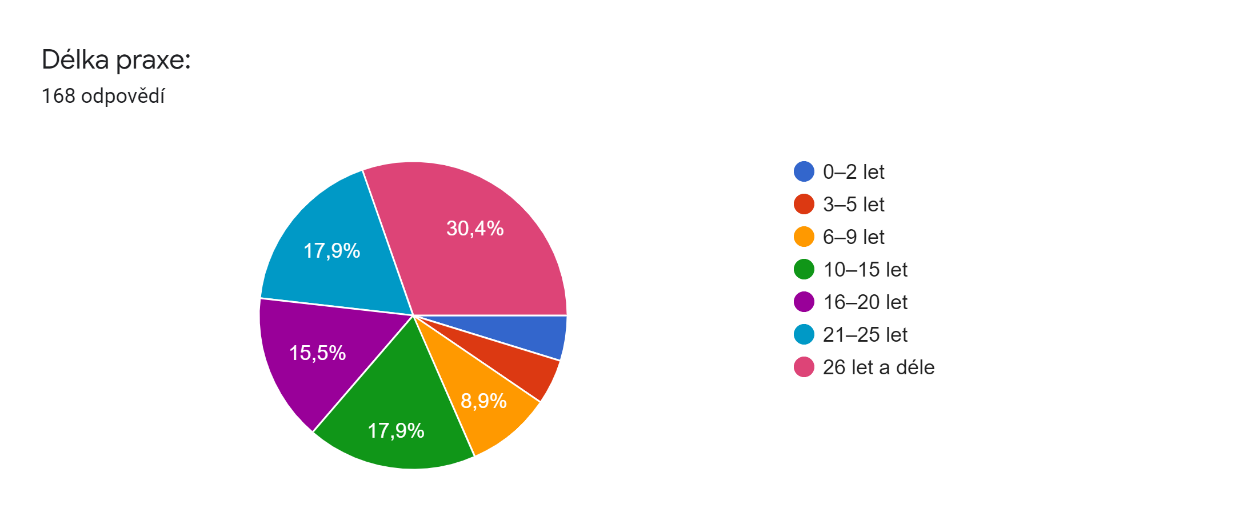 Délka praxe:
168 odpovědí
30,4%
17,9%
15,5%
17,9%
8,9%
0–2 let
3–5 let
6–9 let
10–15 let
16–20 let
21–25 let
26 let a déle